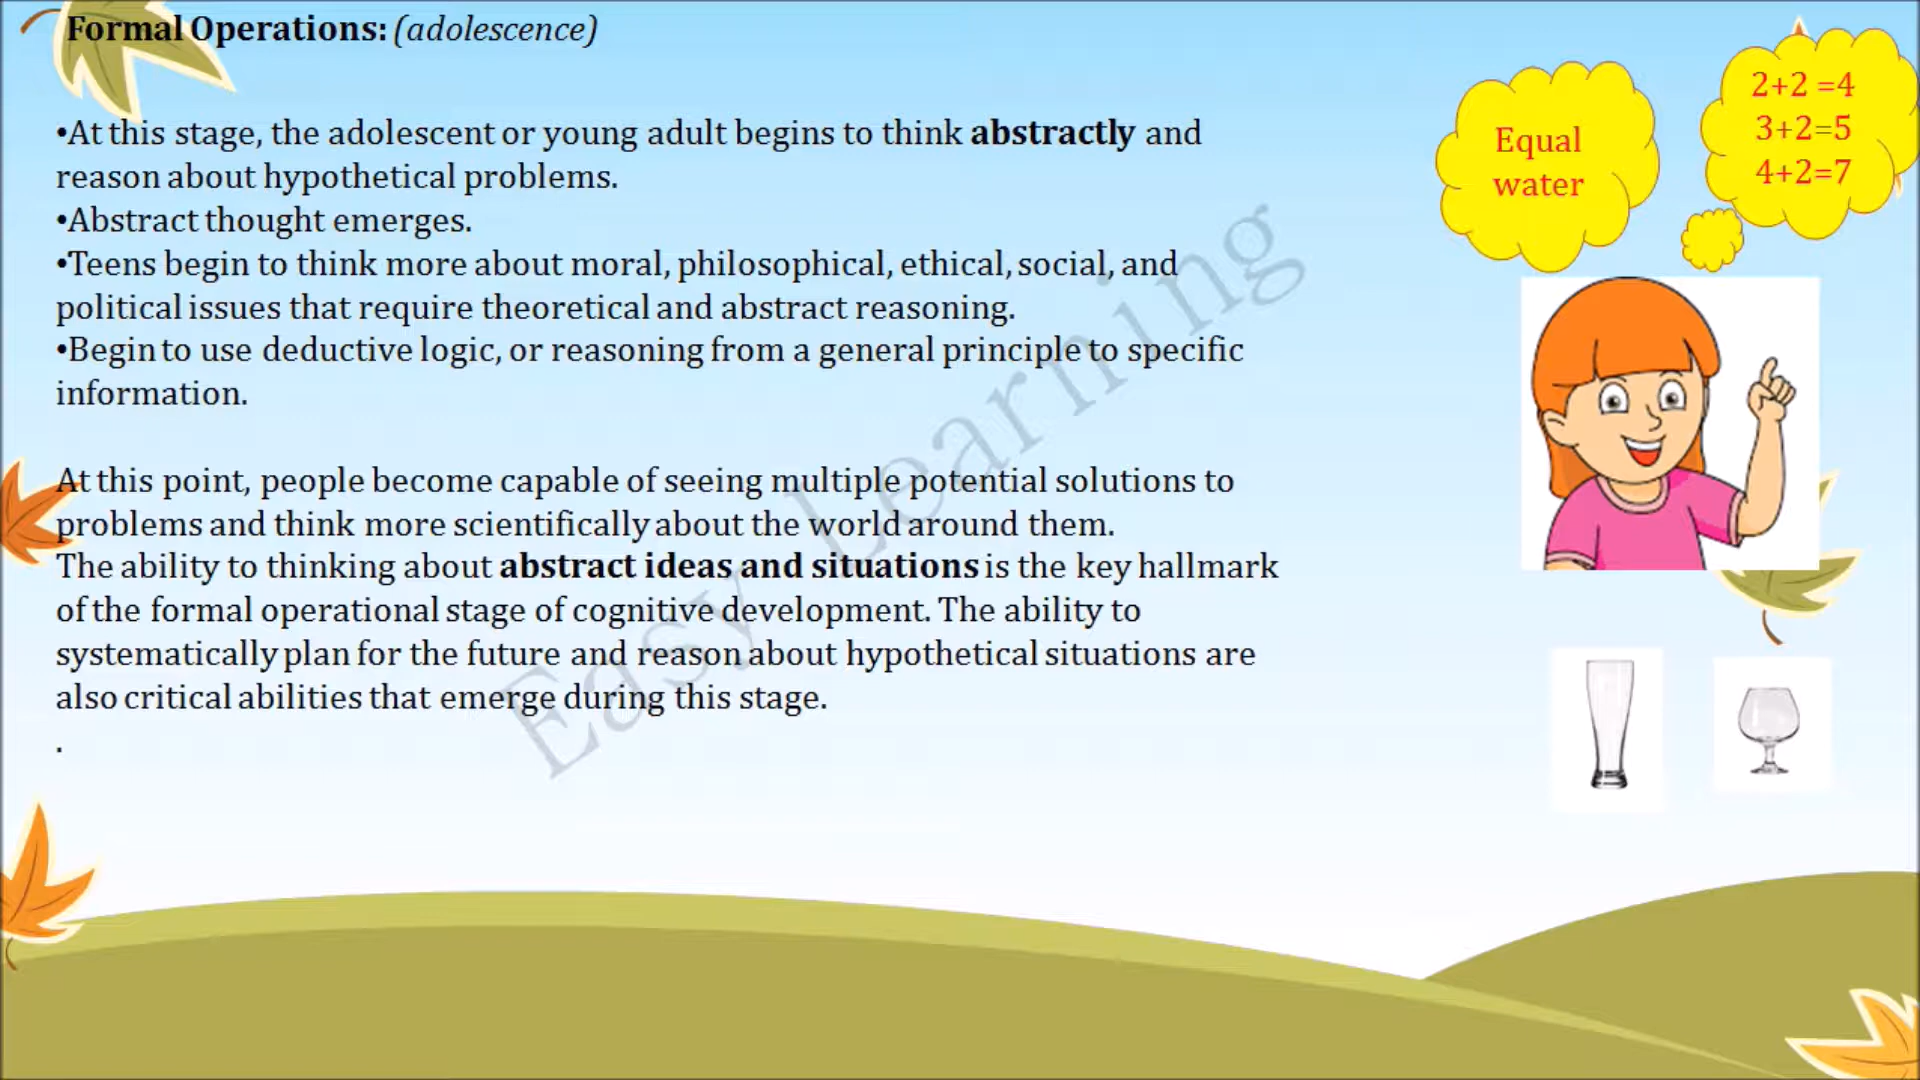 Formal Operations: (adolescence)
•At this stage, the adolescent or young adult begins to think abstractly and
reason about hypothetical problems.
•Abstract thought emerges.
•Teens begin to think more about moral, philosophical, ethical, social, and
political issues that require theoretical and abstract reasoning.
•Begin to use deductive logic, or reasoning from a general principle to specific
information.
At this point, people become capable of seeing multiple potential solutions to
problems and think more scientifically about the world around them.
The ability to thinking about abstract ideas and situations is the key hallmark
of the formal operational stage of cognitive development. The ability to
systematically plan for the future and reason about hypothetical situations are
also critical abilities that emerge during this stage.
.
Equal
water
2+2 =4
3+2=5
4+2=7
Easy Learning